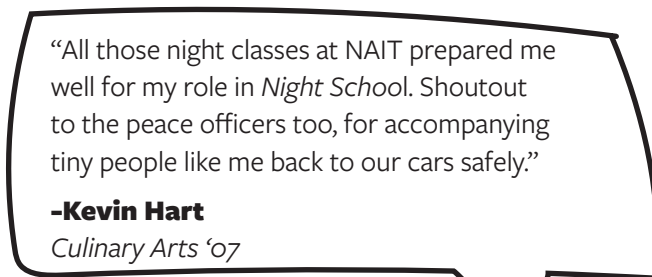 “All those night classes at NAIT prepared me
well for my role in Night School. Shoutout
to the peace officers too, for accompanying
tiny people like me back to our cars safely.”
-Kevin Hart
Culinary Arts ‘07